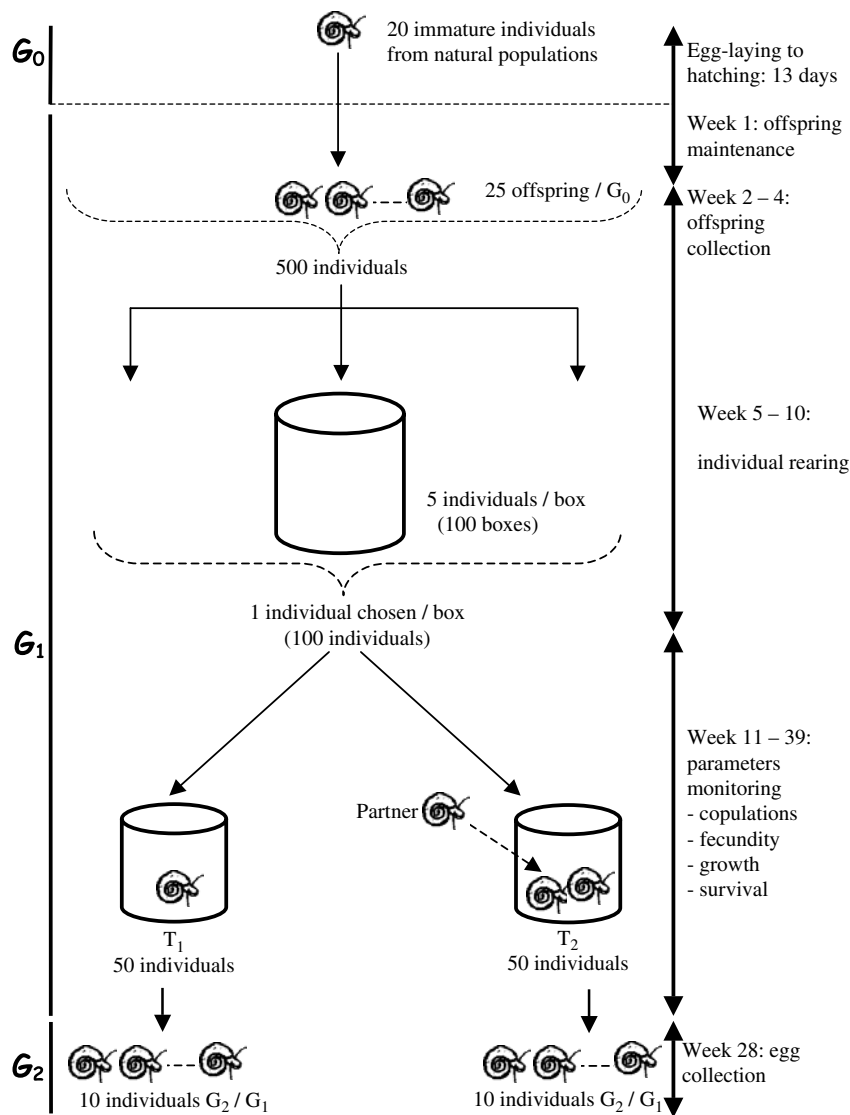 G₀
20 immature individuals
from natural populations
Egg-laying to
hatching: 13 days
Week 1: offspring
maintenance
25 offspring / G₀
Week 2 – 4:
offspring
collection
500 individuals
Week 5 – 10:
individual rearing
5 individuals / box
(100 boxes)
G₁
1 individual chosen / box
(100 individuals)
Week 11 – 39:
parameters
monitoring
- copulations
- fecundity
- growth
- survival
Partner
T₁
50 individuals
T₂
50 individuals
G₂
10 individuals G₂ / G₁
10 individuals G₂ / G₁
Week 28: egg
collection